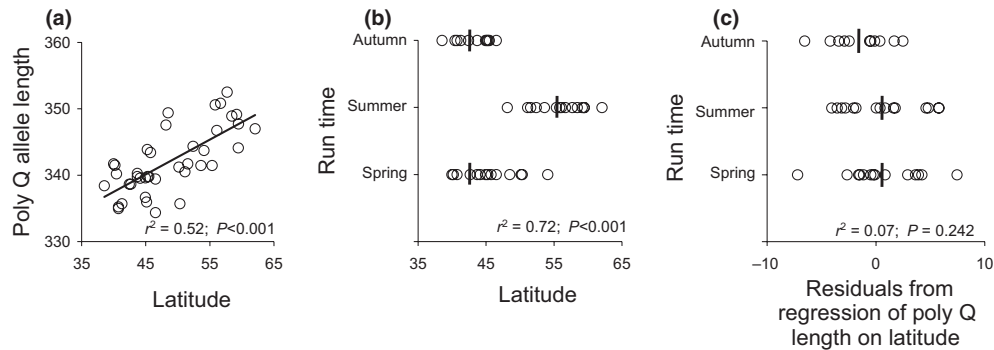 (a)
Poly Q allele length
360
350
340
330
r² = 0.52; P<0.001
35 45 55 65
Latitude
(b)
Run time
Autumn
Summer
Spring
r² = 0.72; P<0.001
35 45 55 65
Latitude
(c)
Run time
Autumn
Summer
Spring
r² = 0.07; P = 0.242
–10 0 10
Residuals from
regression of poly Q
length on latitude